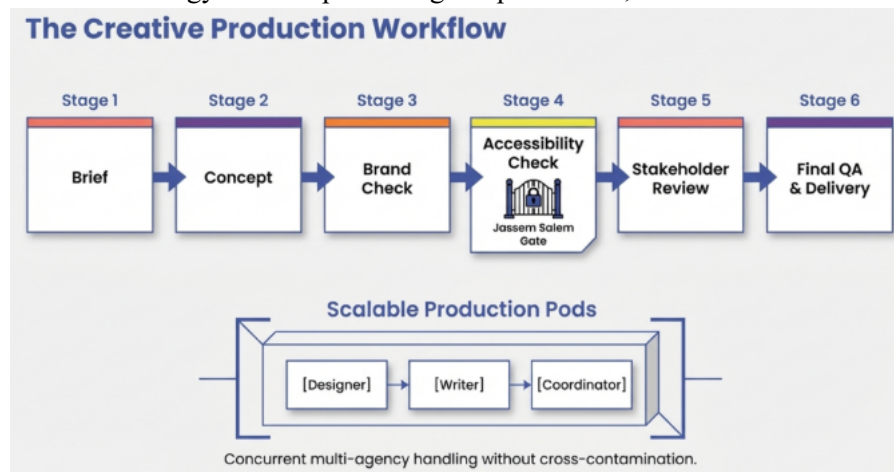 The Creative Production Workflow
Stage 1
Stage 2
Stage 3
Stage 4
Stage 5
Stage 6
Brief
Concept
Brand
Check
Accessibility
Check
Jassem Salem
Gate
Stakeholder
Review
Final QA
& Delivery
Scalable Production Pods
[Designer]
[Writer]
[Coordinator]
Concurrent multi-agency handling without cross-contamination.